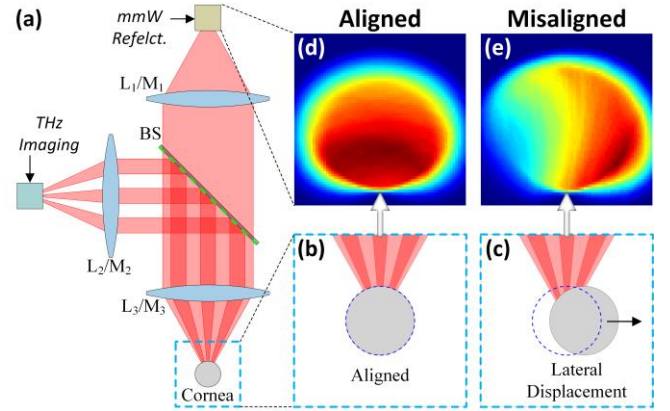 (a)
mmW
Refelct.
L1/M1
THz
Imaging
BS
L2/M2
L3/M3
Cornea
Aligned
Misaligned
(d)
(e)
(b)
Aligned
(c)
Lateral
Displacement